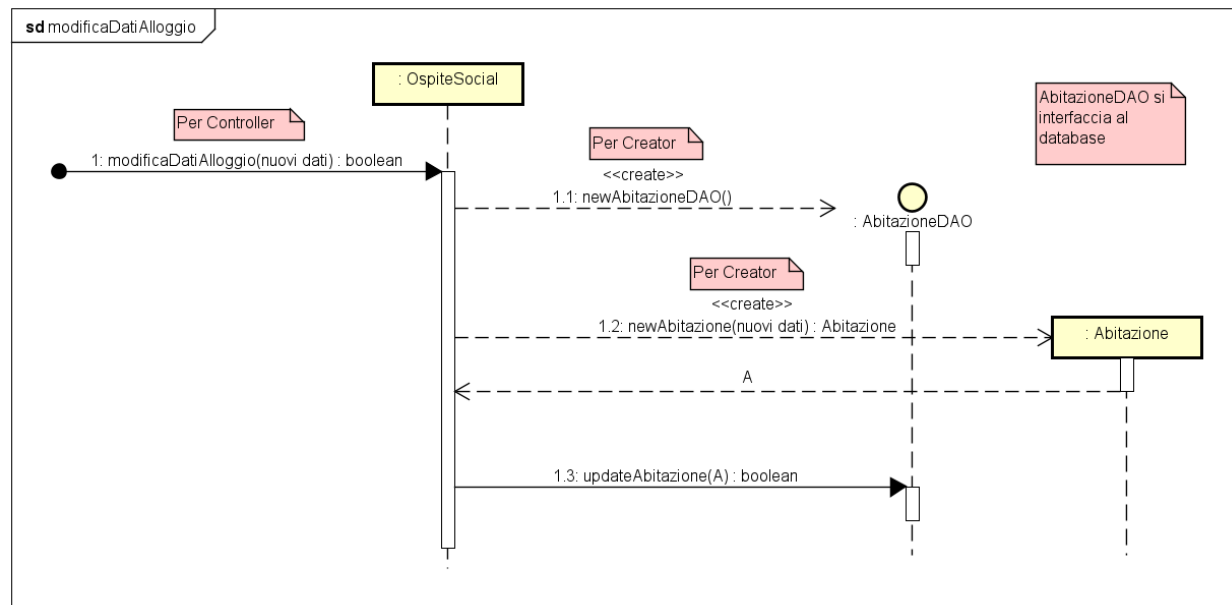 sd modificaDatiAlloggio
: OspiteSocial
AbitazioneDAO si
interfaccia al
database
Per Controller
Per Creator
1: modificaDatiAlloggio(nuovi dati) : boolean
<<create>>
1.1: newAbitazioneDAO()
: AbitazioneDAO
Per Creator
<<create>>
1.2: newAbitazione(nuovi dati) : Abitazione
: Abitazione
A
1.3: updateAbitazione(A) : boolean